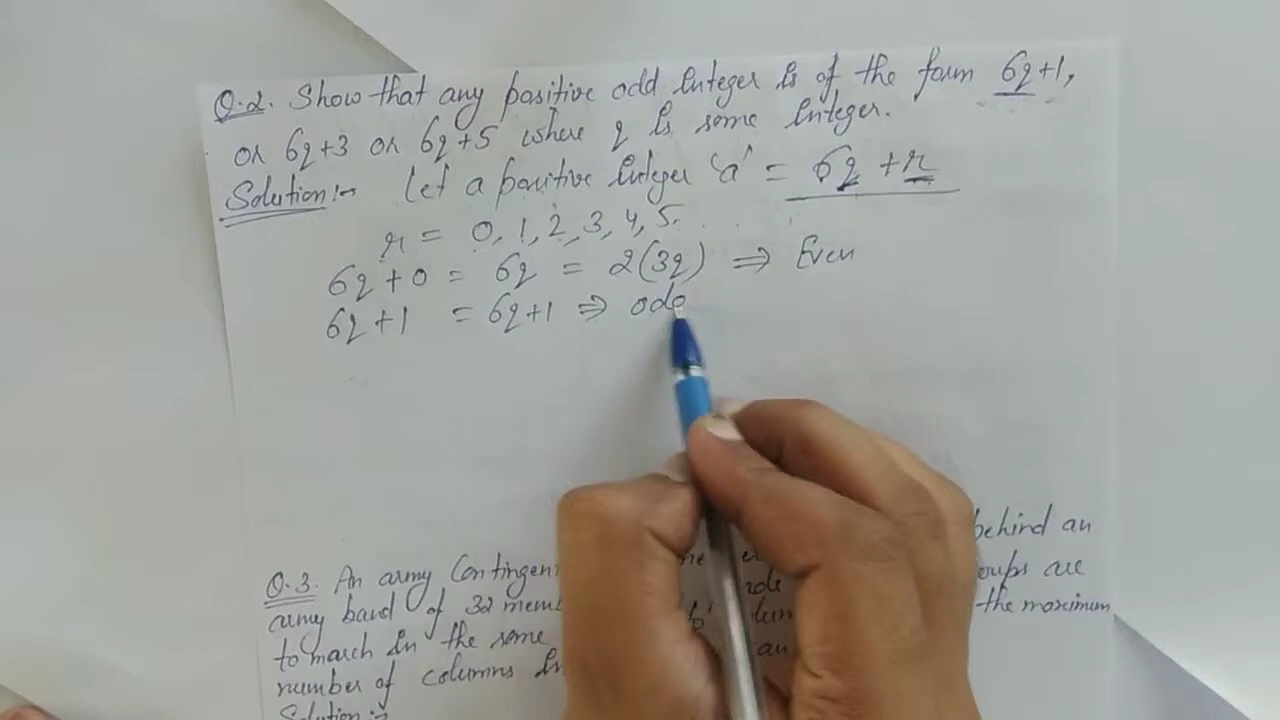 Q.2. Show that any positive odd Integer is of the form 6q+1,
or 6q+3 or 6q+5 where q is some Integer.
Solution:- Let a positive Integer 'a' = 6q + r
r = 0, 1, 2, 3, 4, 5.
6q + 0 = 6q = 2(3q) ⇒ Even
6q + 1 = 6q+1 ⇒ odd
Q.3. An army Contingent behind an
army band of 32 are
to march in the same the maximum
number of columns
Solution:-